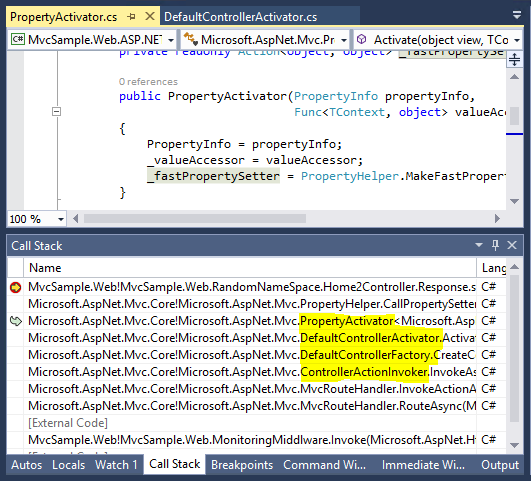 PropertyActivator.cs DefaultControllerActivator.cs
C# MvcSample.Web.ASP.NET Microsoft.AspNet.Mvc.Pr Activate(object view, TCo
private readonly Action<object, object> _fastPropertySe
0 references
public PropertyActivator(PropertyInfo propertyInfo,
Func<TContext, object> valueAcc
{
PropertyInfo = propertyInfo;
_valueAccessor = valueAccessor;
_fastPropertySetter = PropertyHelper.MakeFastPropert
}
100 %
Call Stack
Name Lang
MvcSample.Web!MvcSample.Web.RandomNameSpace.Home2Controller.Response.s C#
Microsoft.AspNet.Mvc.Core!Microsoft.AspNet.Mvc.PropertyHelper.CallPropertySetter C#
Microsoft.AspNet.Mvc.Core!Microsoft.AspNet.Mvc.PropertyActivator<Microsoft.Asp C#
Microsoft.AspNet.Mvc.Core!Microsoft.AspNet.Mvc.DefaultControllerActivator.Activat C#
Microsoft.AspNet.Mvc.Core!Microsoft.AspNet.Mvc.DefaultControllerFactory.CreateC C#
Microsoft.AspNet.Mvc.Core!Microsoft.AspNet.Mvc.ControllerActionInvoker.InvokeAs C#
Microsoft.AspNet.Mvc.Core!Microsoft.AspNet.Mvc.MvcRouteHandler.InvokeActionA C#
Microsoft.AspNet.Mvc.Core!Microsoft.AspNet.Mvc.MvcRouteHandler.RouteAsync(M C#
[External Code]
MvcSample.Web!MvcSample.Web.MonitoringMiddlware.Invoke(Microsoft.AspNet.H C#
[External Code]
Autos Locals Watch 1 Call Stack Breakpoints Command Wi... Immediate Wi... Output